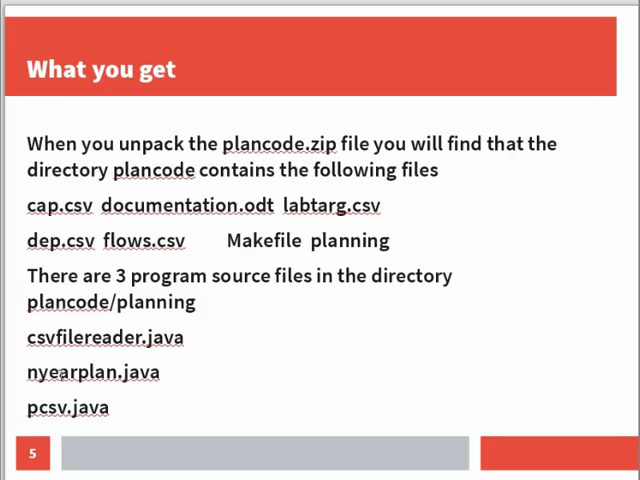 What you get
When you unpack the plancode.zip file you will find that the
directory plancode contains the following files
cap.csv documentation.odt labtarg.csv
dep.csv flows.csv Makefile planning
There are 3 program source files in the directory
plancode/planning
csvfilereader.java
nyearplan.java
pcsv.java
5